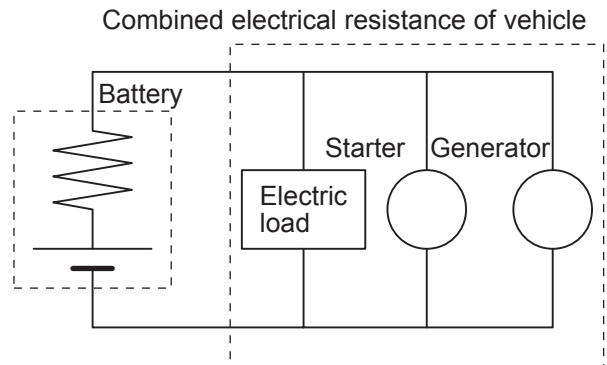 Combined electrical resistance of vehicle
Battery
Starter
Generator
Electric
load